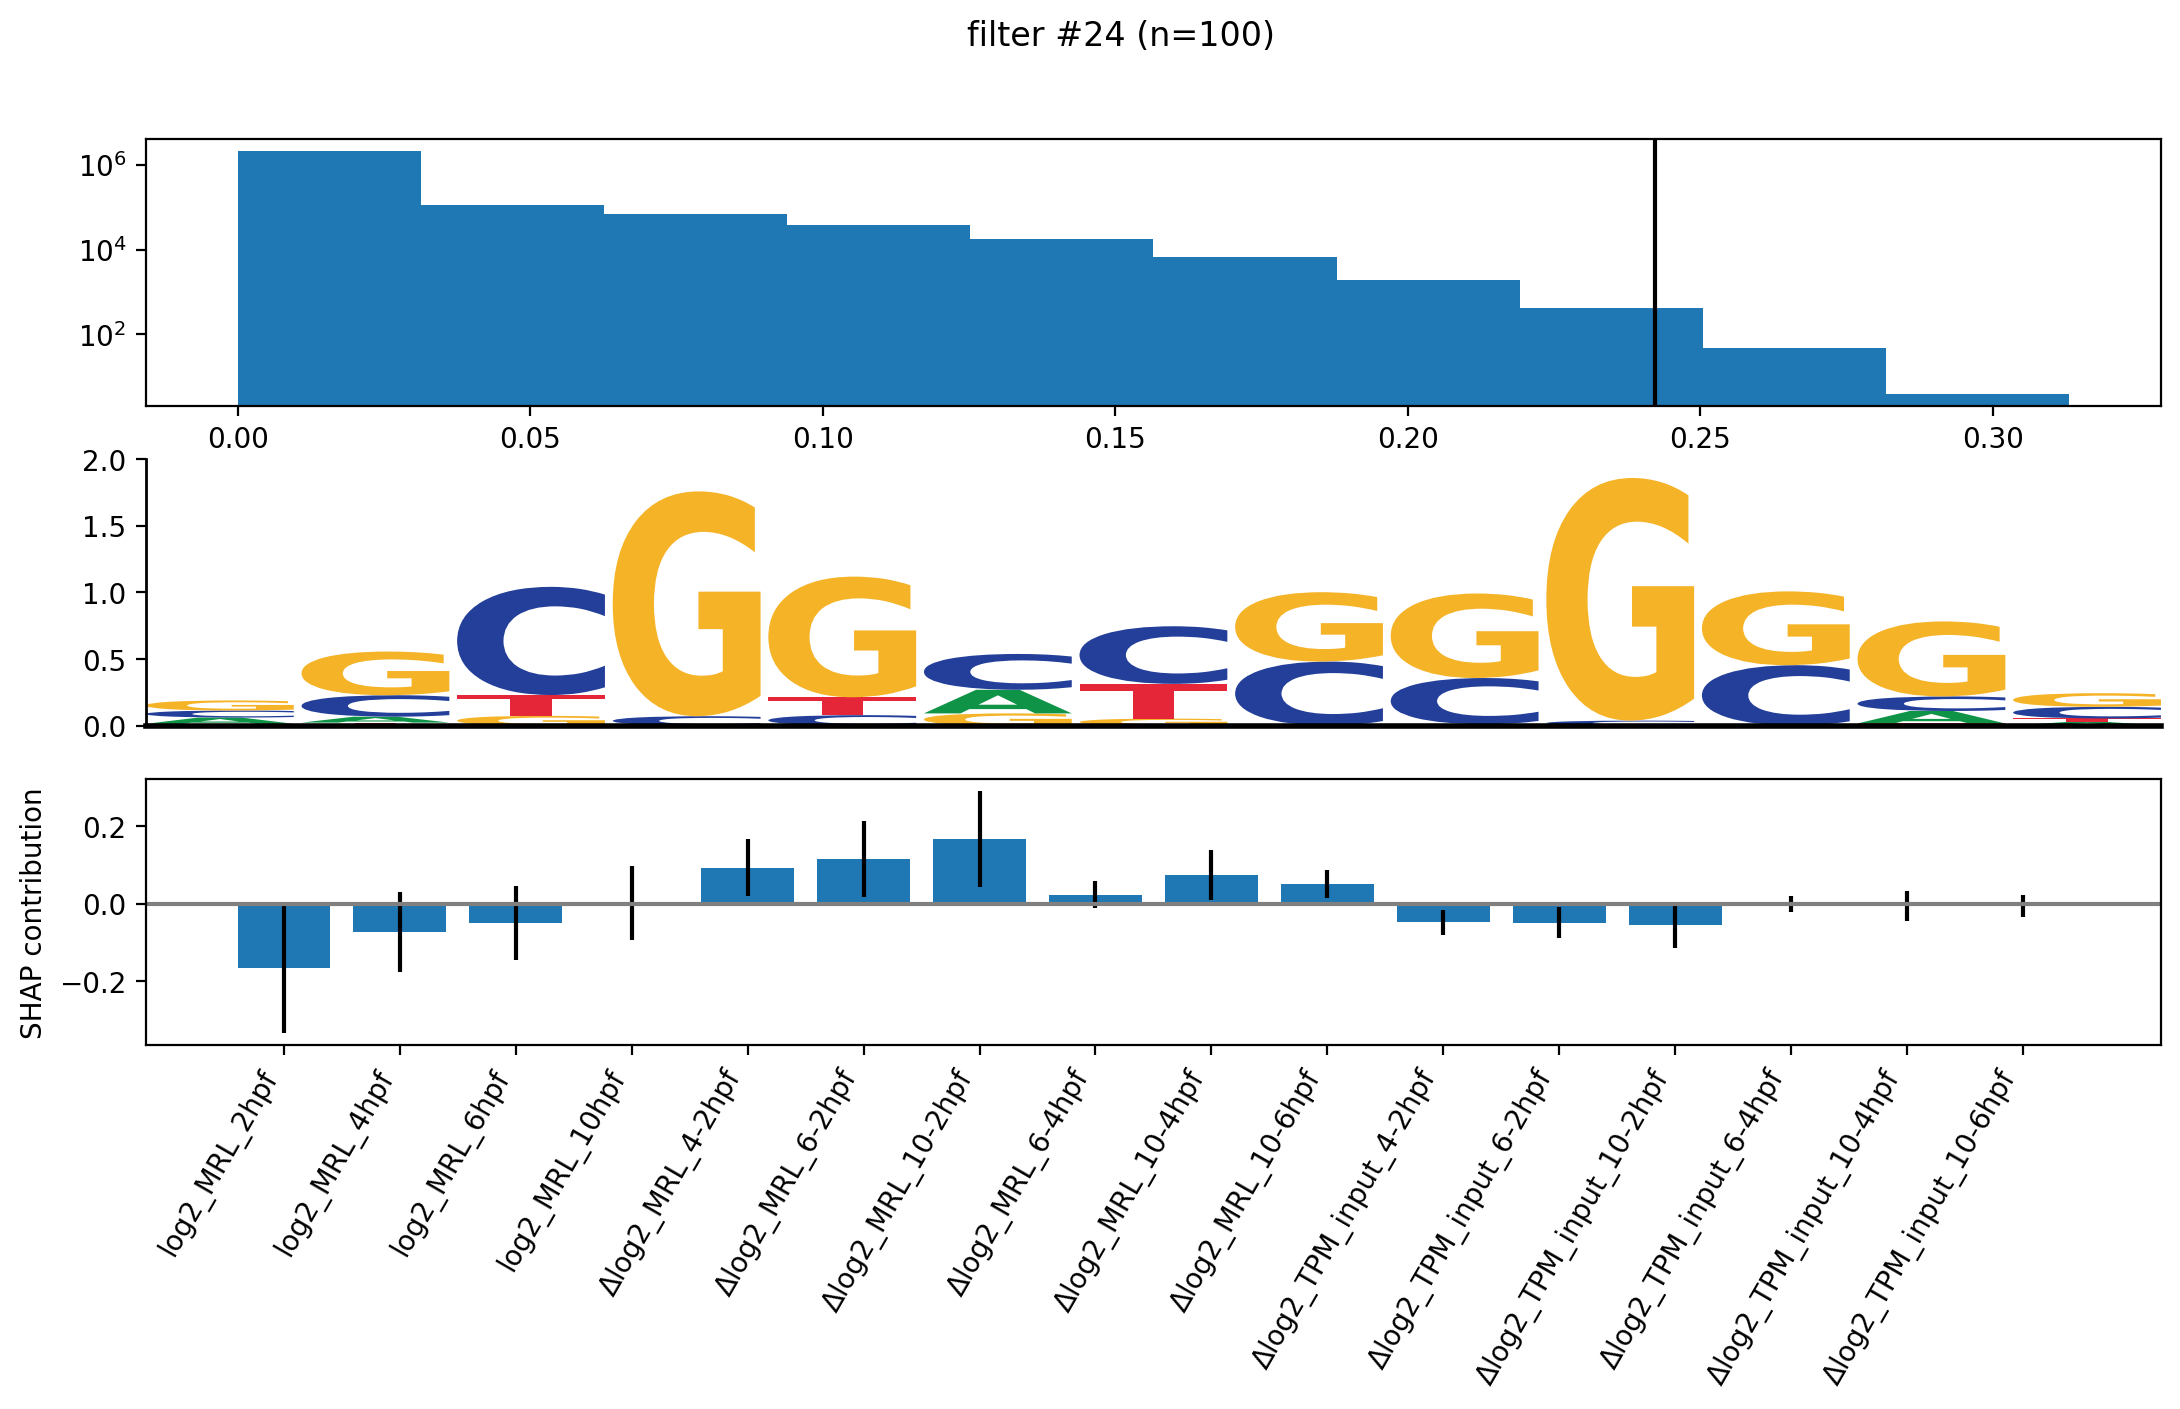 filter #24 (n=100)
10^6
10^4
10^2
0.00 0.05 0.10 0.15 0.20 0.25 0.30
2.0
1.5
1.0
0.5
0.0
SHAP contribution
0.2
0.0
−0.2
log2_MRL_2hpf
log2_MRL_4hpf
log2_MRL_6hpf
log2_MRL_10hpf
Δlog2_MRL_4-2hpf
Δlog2_MRL_6-2hpf
Δlog2_MRL_10-2hpf
Δlog2_MRL_6-4hpf
Δlog2_MRL_10-4hpf
Δlog2_MRL_10-6hpf
Δlog2_TPM_input_4-2hpf
Δlog2_TPM_input_6-2hpf
Δlog2_TPM_input_10-2hpf
Δlog2_TPM_input_6-4hpf
Δlog2_TPM_input_10-4hpf
Δlog2_TPM_input_10-6hpf